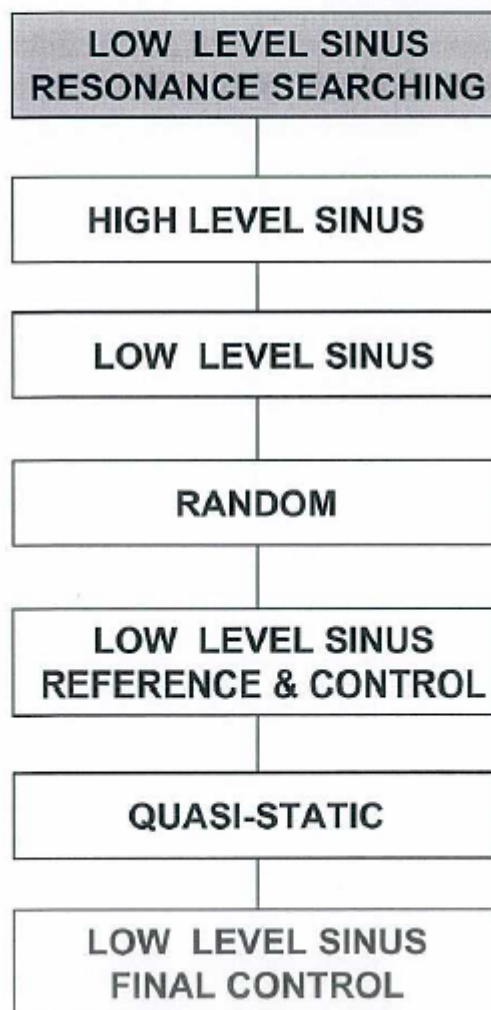 LOW LEVEL SINUS
RESONANCE SEARCHING
HIGH LEVEL SINUS
LOW LEVEL SINUS
RANDOM
LOW LEVEL SINUS
REFERENCE & CONTROL
QUASI-STATIC
LOW LEVEL SINUS
FINAL CONTROL